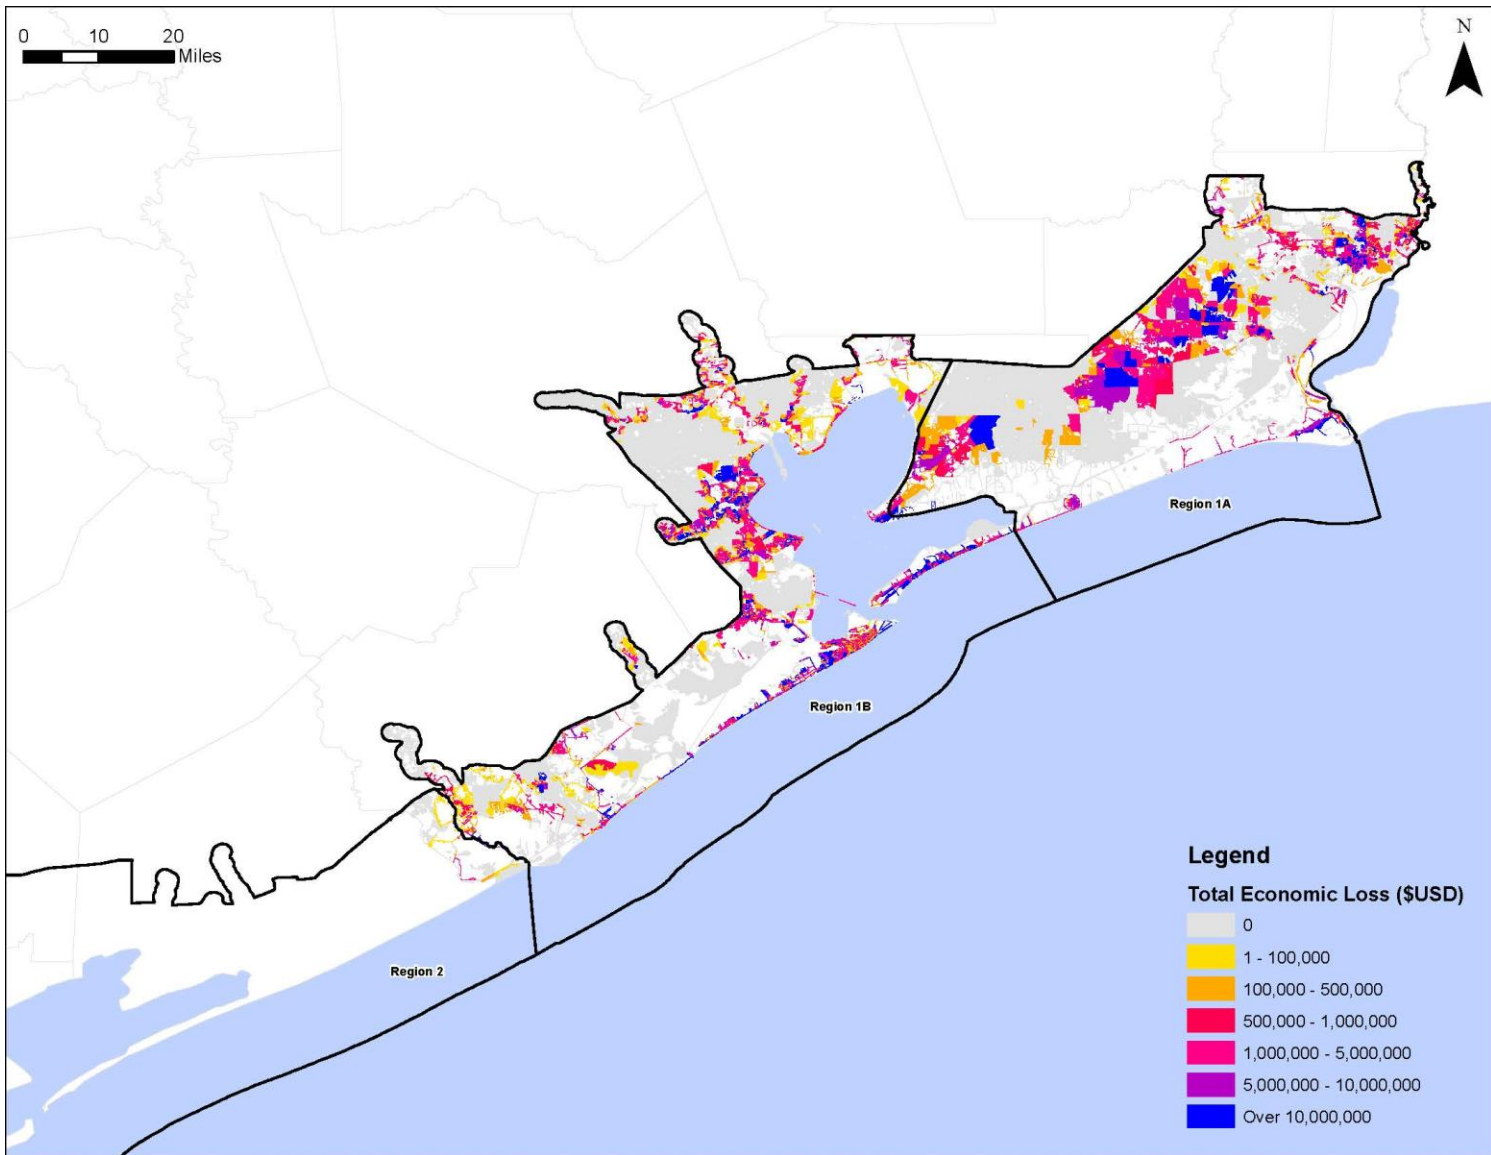 0 10 20
Miles
N
Region 1A
Region 1B
Region 2
Legend
Total Economic Loss ($USD)
0
1 - 100,000
100,000 - 500,000
500,000 - 1,000,000
1,000,000 - 5,000,000
5,000,000 - 10,000,000
Over 10,000,000